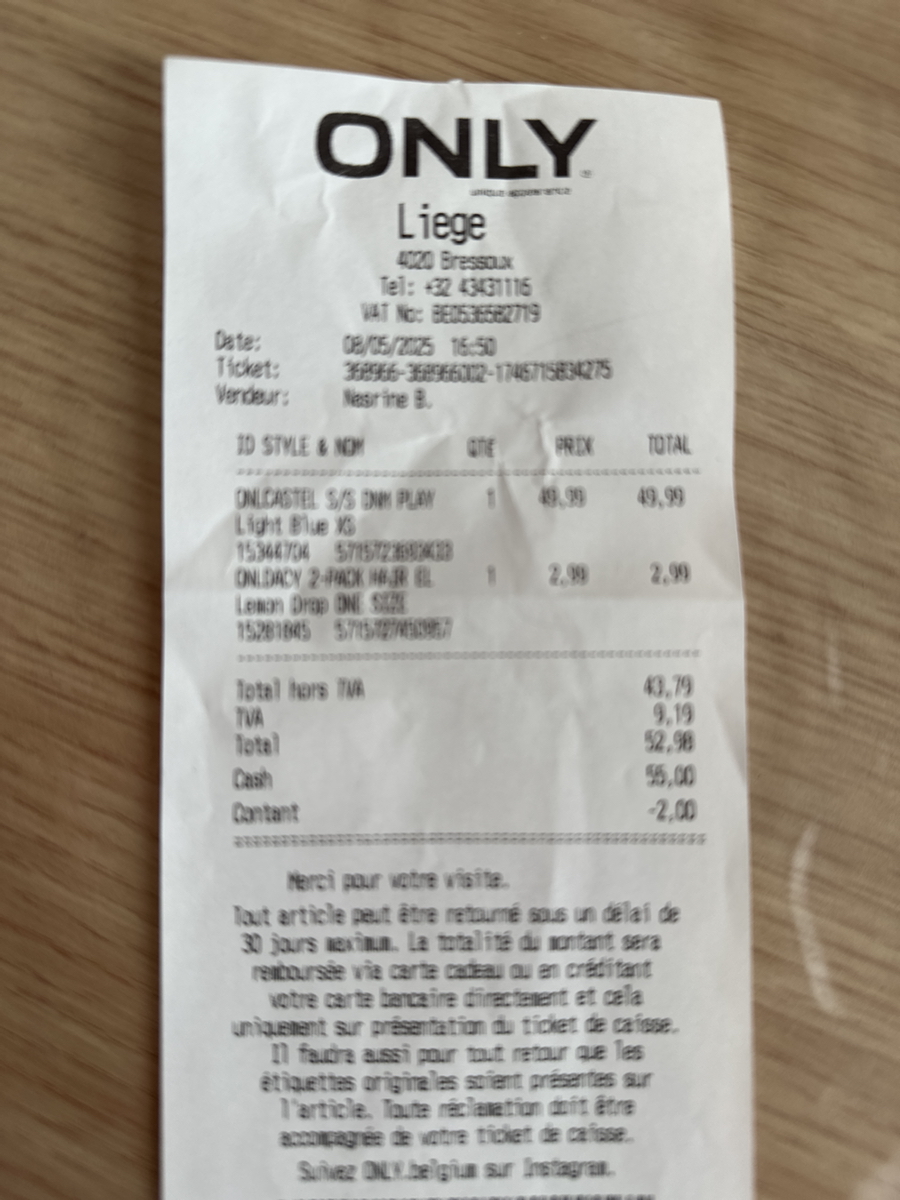 ONLY
unique appearance
Liege
4020 Bressoux
Tel: +32 43431116
VAT No: BE0536582719
Date: 08/05/2025 16:50
Ticket: 368966-368966002-1746715834275
Vendeur: Nesrine B.
ID STYLE & NOM QTE PRIX TOTAL
ONLCASTEL S/S DNM PLAY 1 49,99 49,99
Light Blue XS
15344704
ONLDACY 2-PACK HAIR EL 1 2,99 2,99
Lemon Drop ONE SIZE
15281845
Total hors TVA 43,79
TVA 9,19
Total 52,98
Cash 55,00
Contant -2,00
Merci pour votre visite.
Tout article peut être retourné sous un délai de
30 jours maximum. La totalité du montant sera
remboursée via carte cadeau ou en créditant
votre carte bancaire directement et cela
uniquement sur présentation du ticket de caisse.
Il faudra aussi pour tout retour que les
étiquettes originales soient présentes sur
l'article. Toute réclamation doit être
accompagnée de votre ticket de caisse.
Suivez ONLY.belgium sur Instagram.